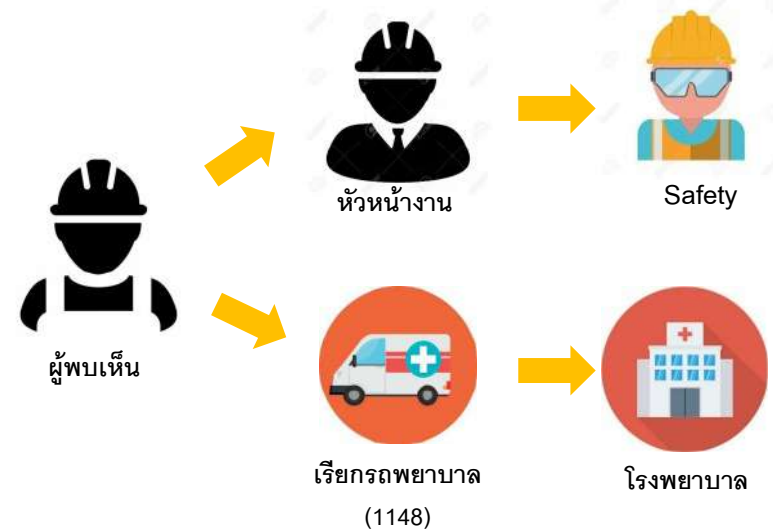 หัวหน้างาน
Safety
ผู้พบเห็น
เรียกรถพยาบาล
(1148)
โรงพยาบาล